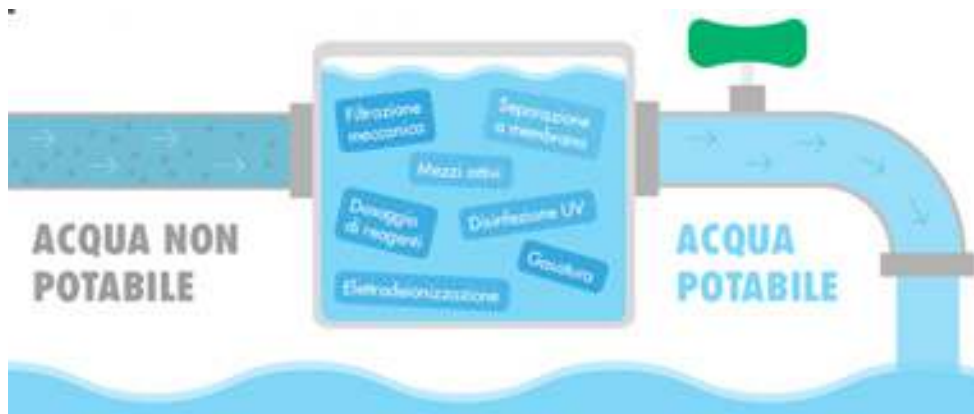 ACQUA NON
POTABILE
Filtrazione
meccanica
Separazione
a membrana
Mezzi attivi
Dosaggio
di reagenti
Disinfezione UV
Gasatura
Elettrodeionizzazione
ACQUA
POTABILE